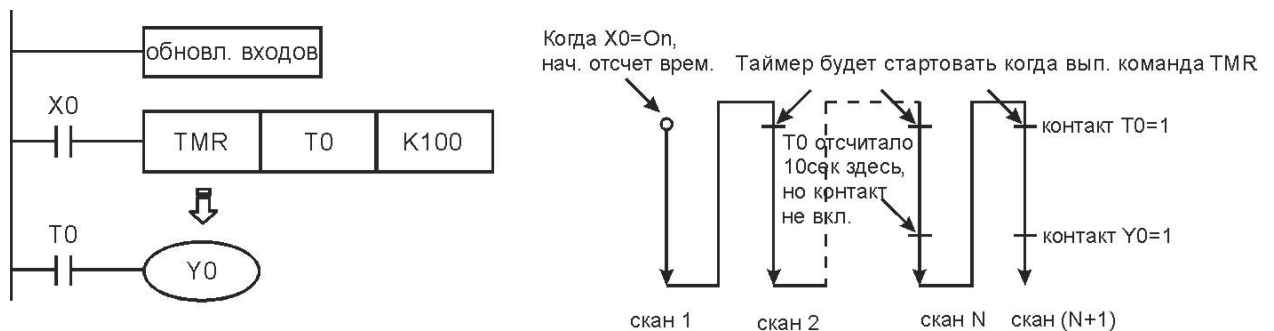 обновл. входов
X0
TMR
T0
K100
T0
Y0
Когда X0=On,
нач. отсчет врем.
Таймер будет стартовать когда вып. команда TMR
T0 отсчитало
10сек здесь,
но контакт
не вкл.
контакт T0=1
контакт Y0=1
скан 1
скан 2
скан N
скан (N+1)